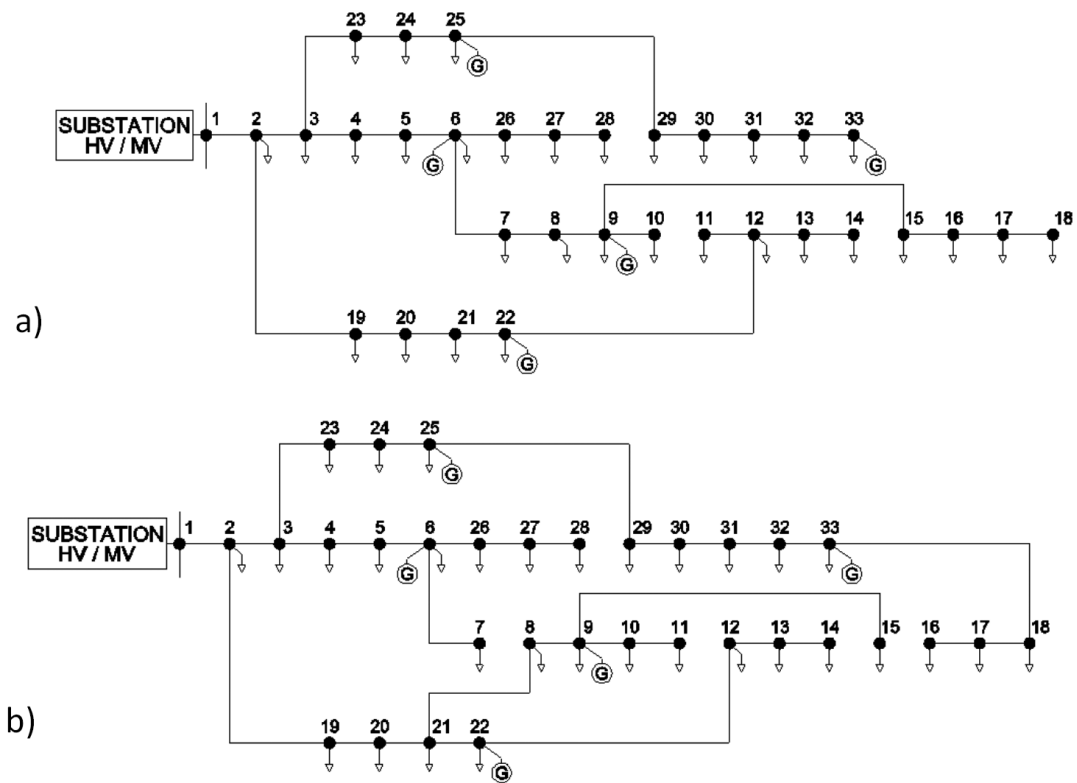 23 24 25
G
SUBSTATION
HV / MV
1 2 3 4 5 6 26 27 28 29 30 31 32 33
G G
7 8 9 10 11 12 13 14 15 16 17 18
G
a)
19 20 21 22
G
23 24 25
G
SUBSTATION
HV / MV
1 2 3 4 5 6 26 27 28 29 30 31 32 33
G G
7 8 9 10 11 12 13 14 15 16 17 18
G
b)
19 20 21 22
G